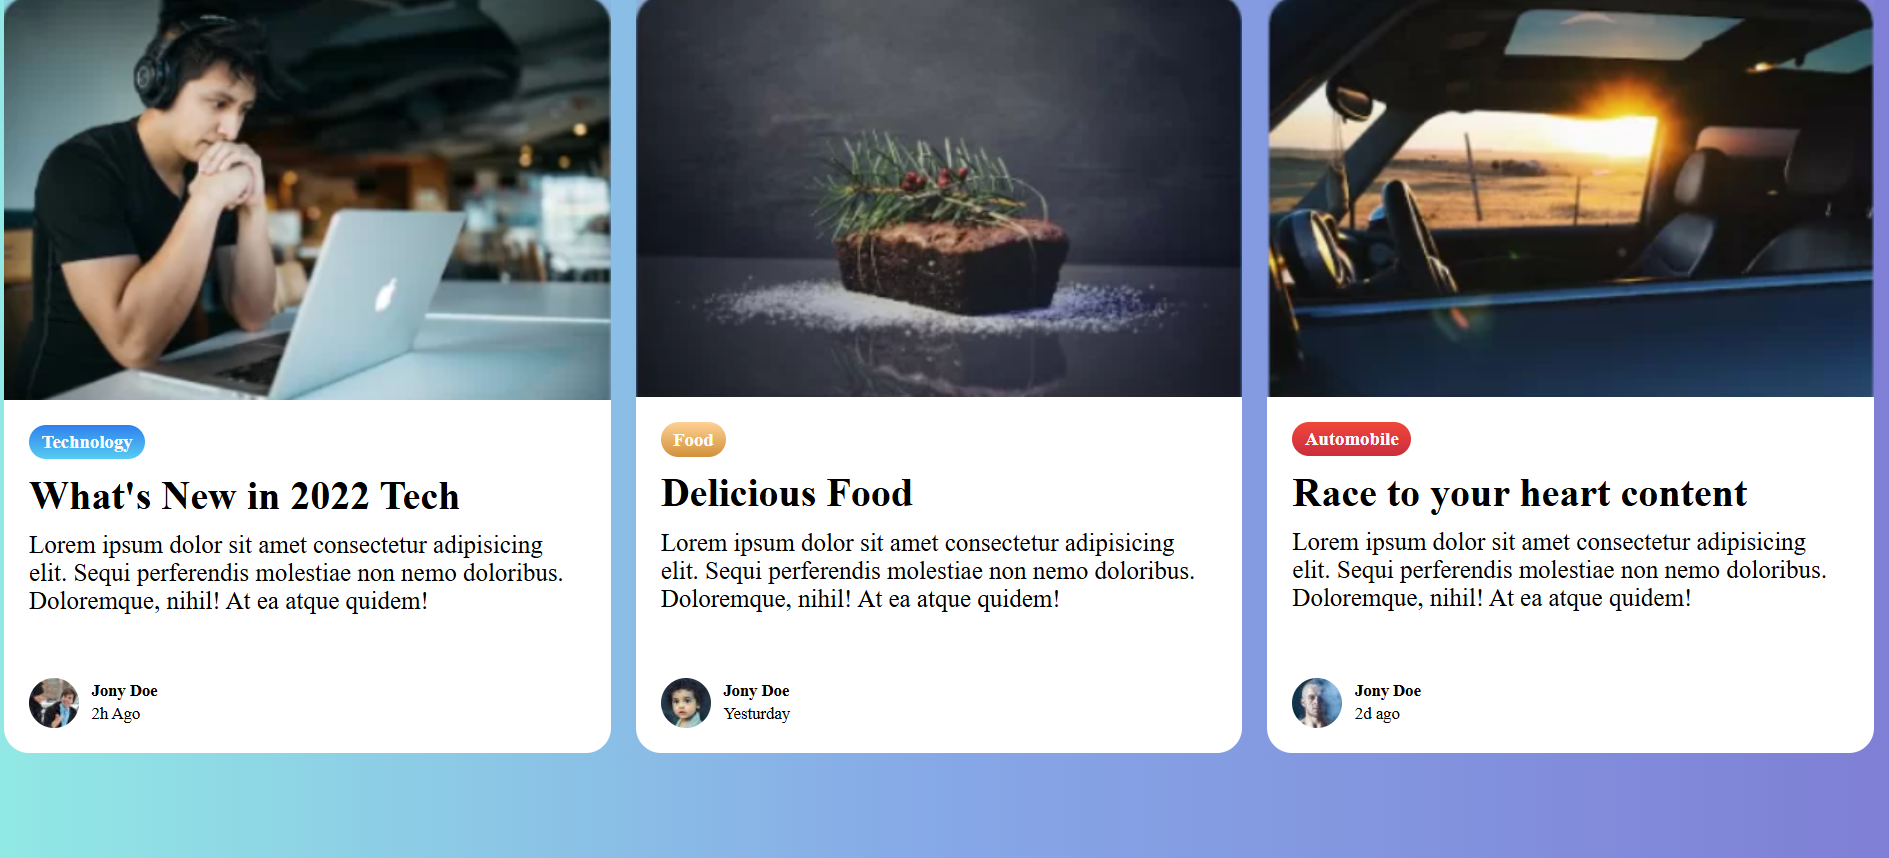 Technology
What's New in 2022 Tech
Lorem ipsum dolor sit amet consectetur adipisicing
elit. Sequi perferendis molestiae non nemo doloribus.
Doloremque, nihil! At ea atque quidem!
Jony Doe
2h Ago
Food
Delicious Food
Lorem ipsum dolor sit amet consectetur adipisicing
elit. Sequi perferendis molestiae non nemo doloribus.
Doloremque, nihil! At ea atque quidem!
Jony Doe
Yesturday
Automobile
Race to your heart content
Lorem ipsum dolor sit amet consectetur adipisicing
elit. Sequi perferendis molestiae non nemo doloribus.
Doloremque, nihil! At ea atque quidem!
Jony Doe
2d ago